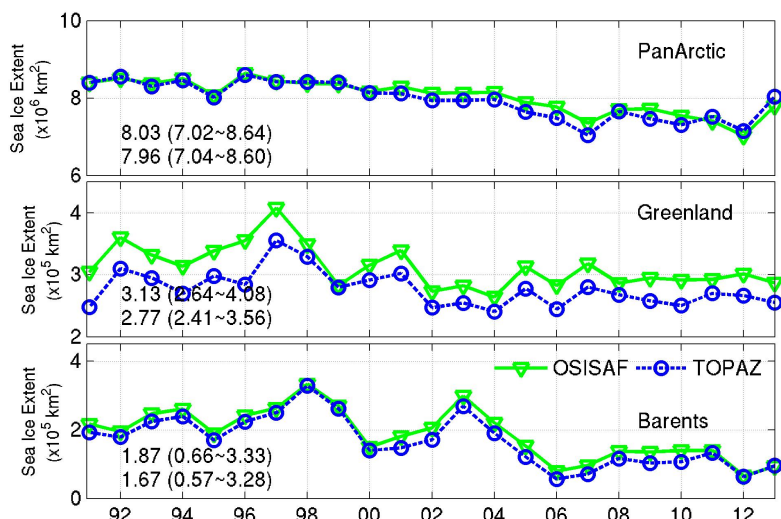 10
8
6
Sea Ice Extent
(x10⁶ km²)
PanArctic
8.03 (7.02~8.64)
7.96 (7.04~8.60)
4
3
2
Sea Ice Extent
(x10⁵ km²)
Greenland
3.13 (2.64~4.08)
2.77 (2.41~3.56)
4
2
0
Sea Ice Extent
(x10⁵ km²)
OSISAF TOPAZ
Barents
1.87 (0.66~3.33)
1.67 (0.57~3.28)
92 94 96 98 00 02 04 06 08 10 12